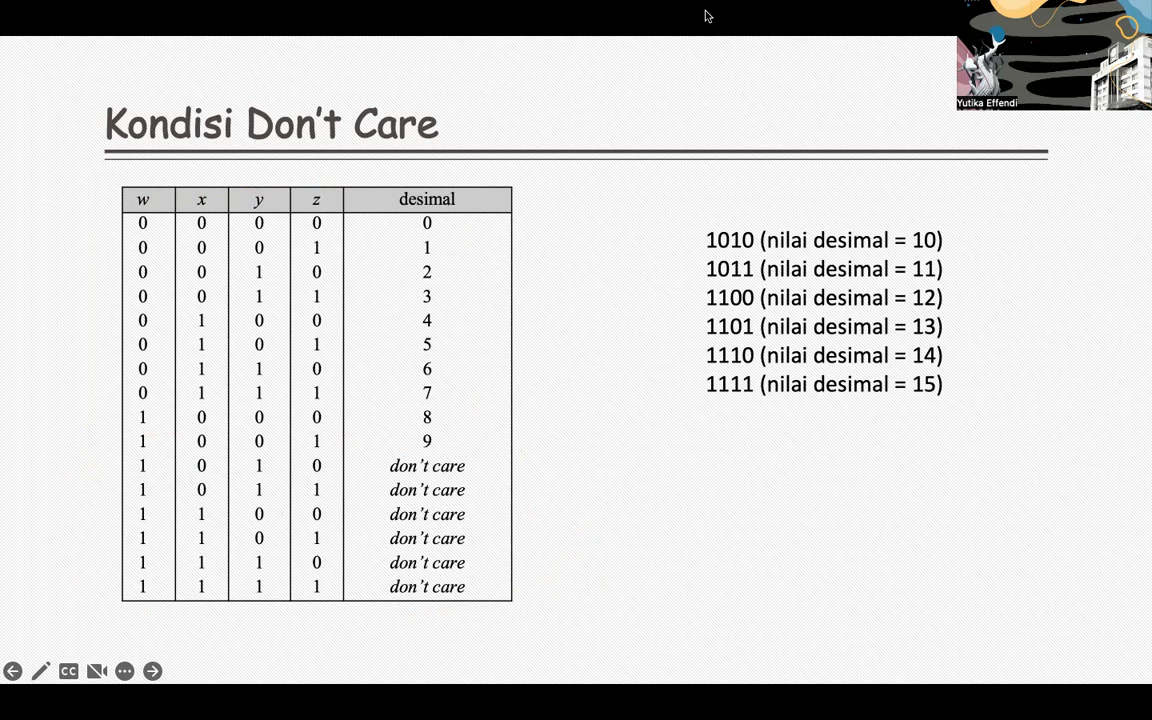 Yutika Effendi
Kondisi Don't Care
w x y z desimal
0 0 0 0 0
0 0 0 1 1
0 0 1 0 2
0 0 1 1 3
0 1 0 0 4
0 1 0 1 5
0 1 1 0 6
0 1 1 1 7
1 0 0 0 8
1 0 0 1 9
1 0 1 0 don't care
1 0 1 1 don't care
1 1 0 0 don't care
1 1 0 1 don't care
1 1 1 0 don't care
1 1 1 1 don't care
1010 (nilai desimal = 10)
1011 (nilai desimal = 11)
1100 (nilai desimal = 12)
1101 (nilai desimal = 13)
1110 (nilai desimal = 14)
1111 (nilai desimal = 15)
CC